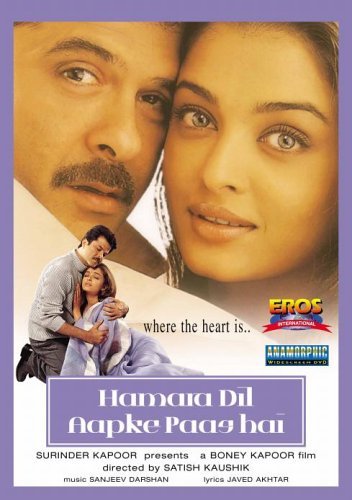 where the heart is..
EROS
INTERNATIONAL
ANAMORPHIC
WIDESCREEN DVD
Hamara Dil
Aapke Paas hai
SURINDER KAPOOR presents a BONEY KAPOOR film
directed by SATISH KAUSHIK
music SANJEEV DARSHAN lyrics JAVED AKHTAR